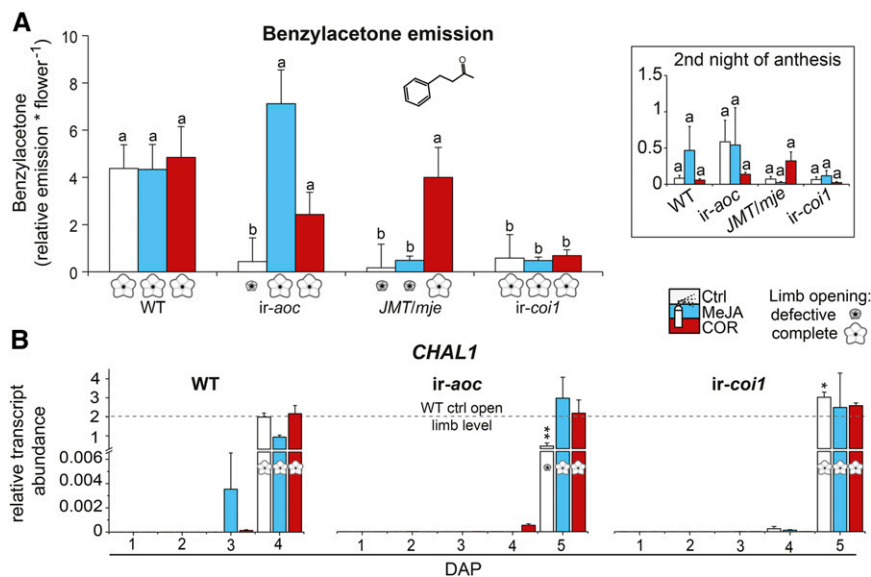 A
Benzylacetone emission
Benzylacetone
(relative emission * flower⁻¹)
10
8
6
4
2
0
a a a
b a a
b b a
b b b
O
WT ir-aoc JMT/mje ir-coi1
2nd night of anthesis
1
0.5
0
a a a a a a a a a a a a
WT ir-aoc JMT/mje ir-coi1
Ctrl
MeJA
COR
Limb opening:
defective
complete
B
CHAL1
WT ir-aoc ir-coi1
relative transcript
abundance
4
3
2
1
0.006
0.004
0.002
0
WT ctrl open
limb level
**
*
1 2 3 4 1 2 3 4 5 1 2 3 4 5
DAP